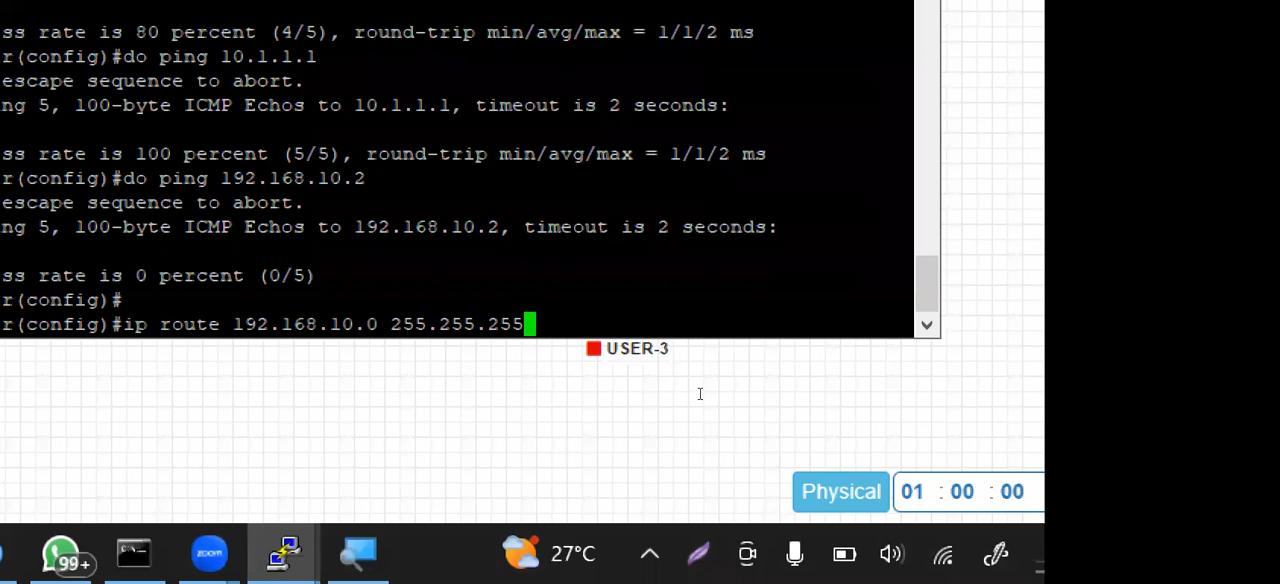 ss rate is 80 percent (4/5), round-trip min/avg/max = 1/1/2 ms
r(config)#do ping 10.1.1.1
escape sequence to abort.
ng 5, 100-byte ICMP Echos to 10.1.1.1, timeout is 2 seconds:
ss rate is 100 percent (5/5), round-trip min/avg/max = 1/1/2 ms
r(config)#do ping 192.168.10.2
escape sequence to abort.
ng 5, 100-byte ICMP Echos to 192.168.10.2, timeout is 2 seconds:
ss rate is 0 percent (0/5)
r(config)#
r(config)#ip route 192.168.10.0 255.255.255
USER-3
Physical 01 : 00 : 00
99+ zoom 27°C